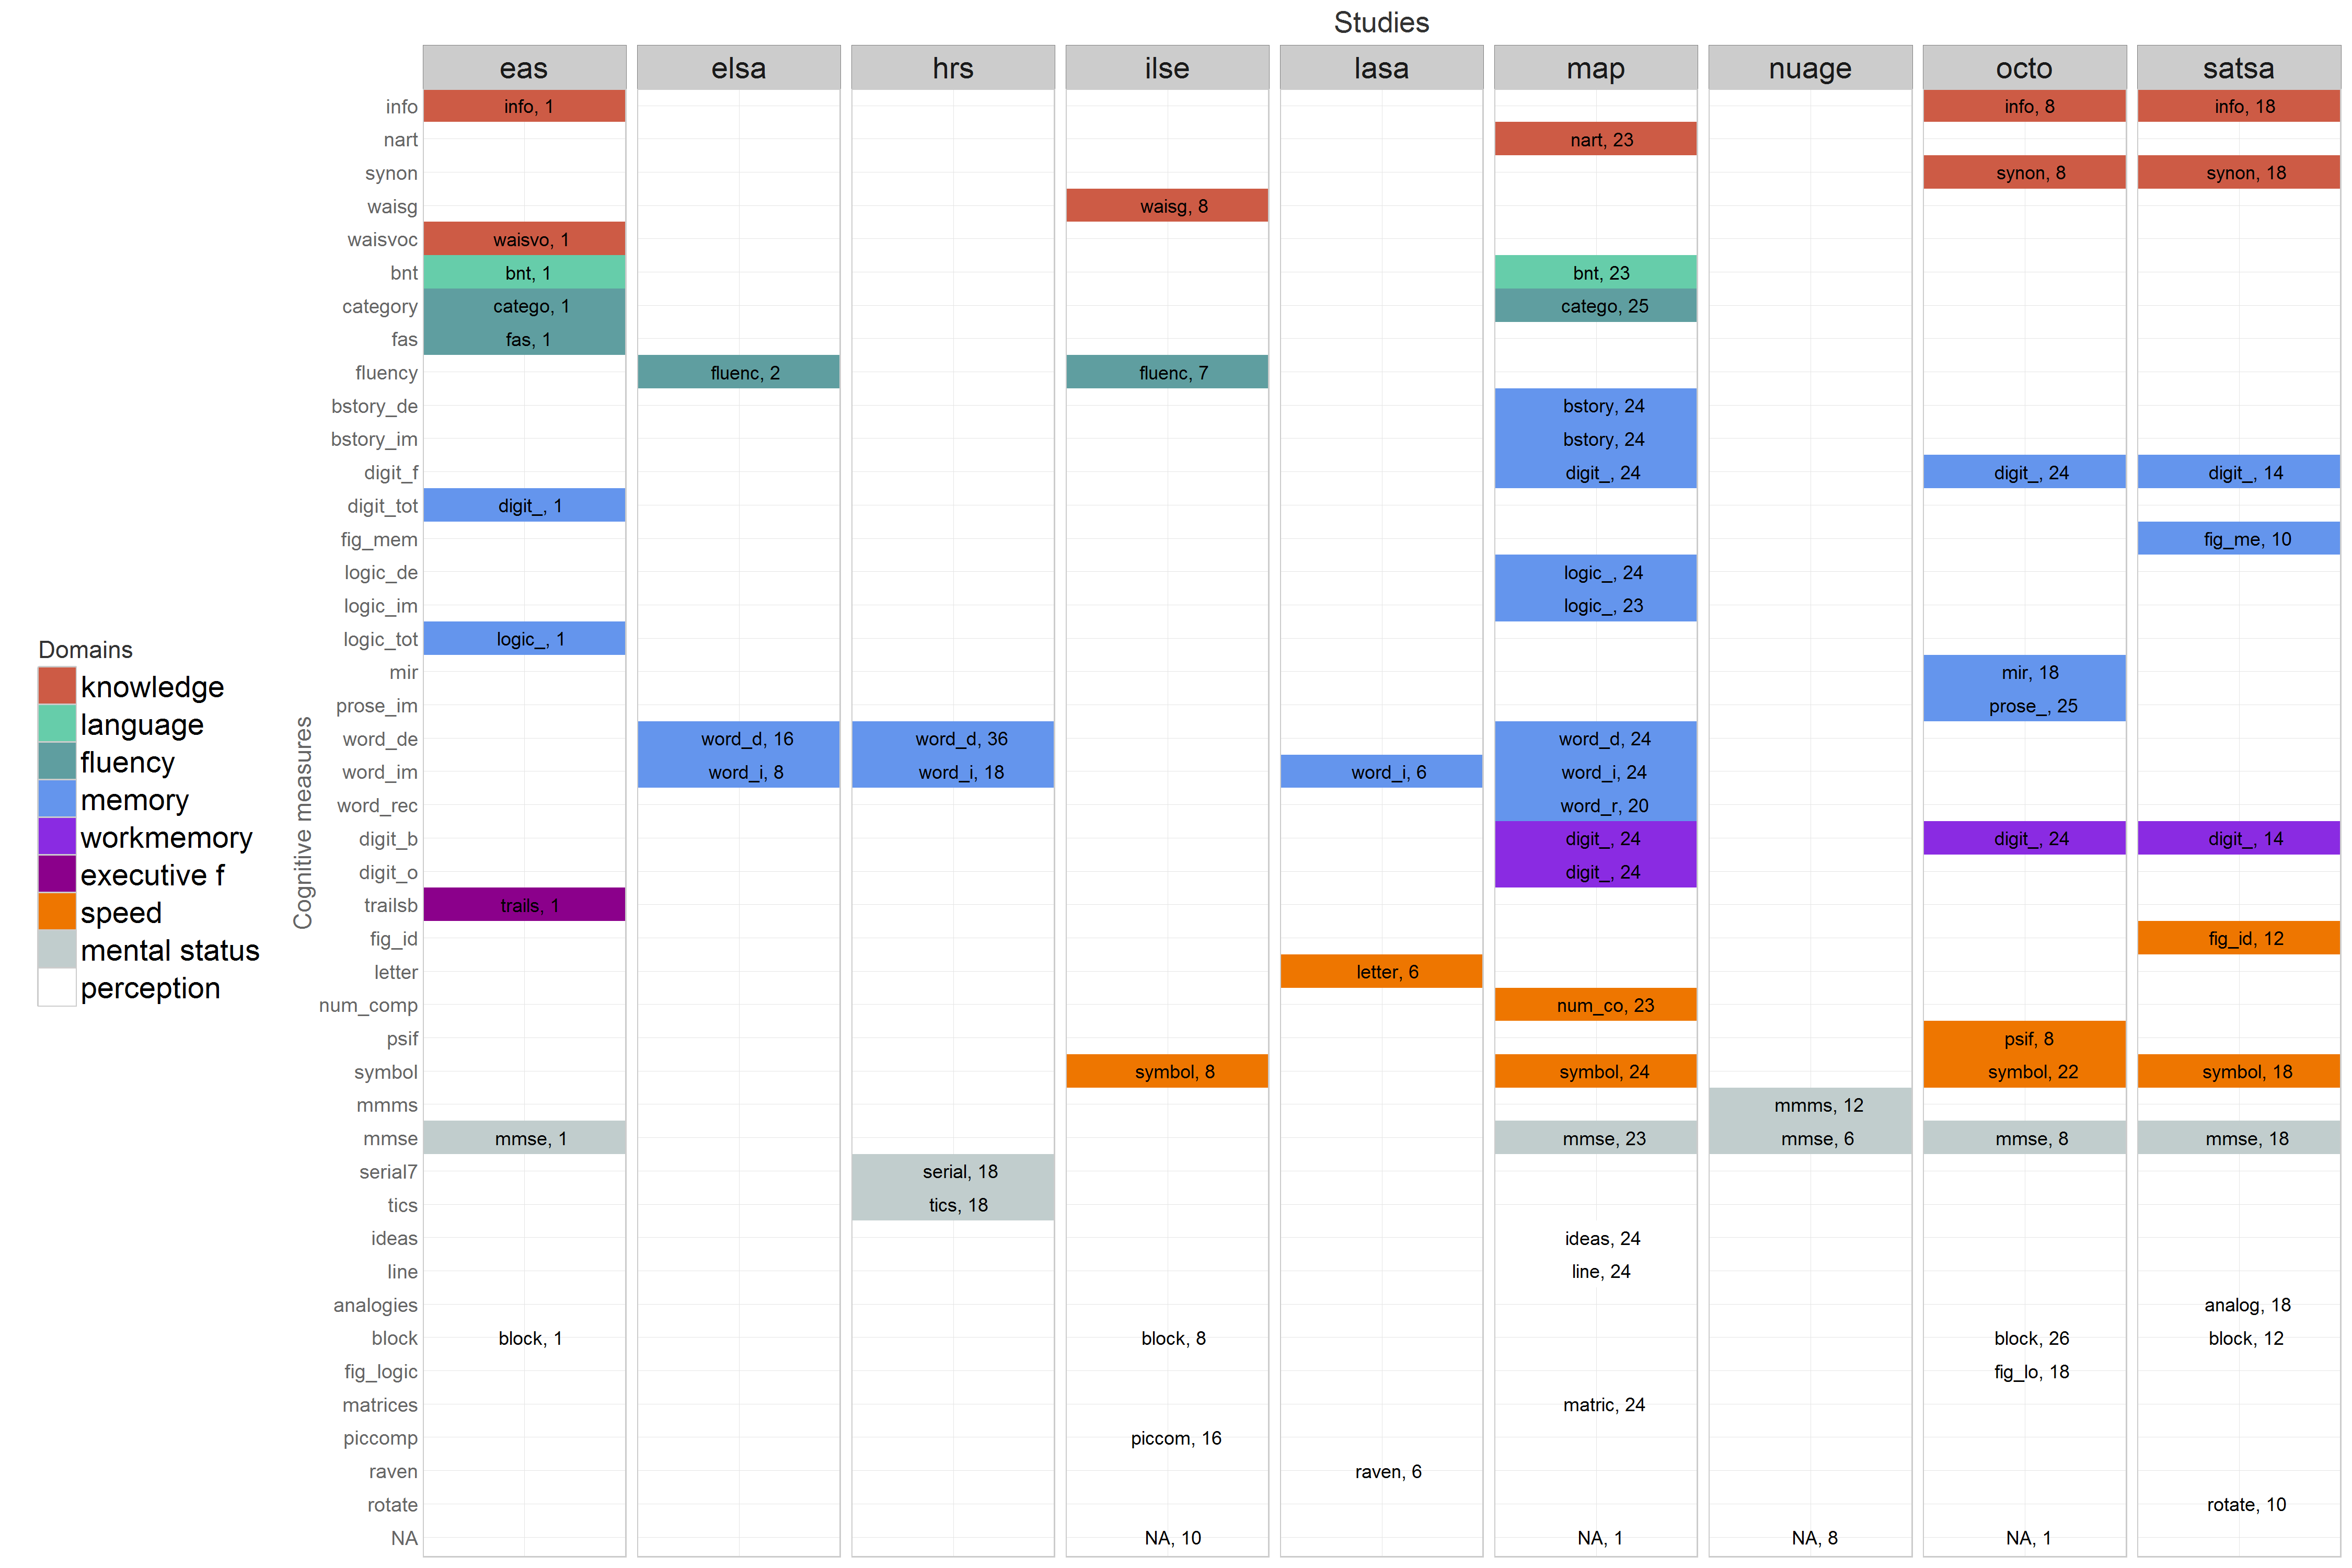 Studies
eas elsa hrs ilse lasa map nuage octo satsa
info info, 1 info, 8 info, 18
nart nart, 23
synon synon, 8 synon, 18
waisg waisg, 8
waisvoc waisvo, 1
bnt bnt, 1 bnt, 23
category catego, 1 catego, 25
fas fas, 1
fluency fluenc, 2 fluenc, 7
bstory_de bstory, 24
bstory_im bstory, 24
digit_f digit_, 24 digit_, 24 digit_, 14
digit_tot digit_, 1
fig_mem fig_me, 10
logic_de logic_, 24
logic_im logic_, 23
logic_tot logic_, 1
mir mir, 18
prose_im prose_, 25
word_de word_d, 16 word_d, 36 word_d, 24
word_im word_i, 8 word_i, 18 word_i, 6 word_i, 24
word_rec word_r, 20
digit_b digit_, 24 digit_, 24 digit_, 14
digit_o digit_, 24
trailsb trails, 1
fig_id fig_id, 12
letter letter, 6
num_comp num_co, 23
psif psif, 8
symbol symbol, 8 symbol, 24 symbol, 22 symbol, 18
mmms mmms, 12
mmse mmse, 1 mmse, 23 mmse, 6 mmse, 8 mmse, 18
serial7 serial, 18
tics tics, 18
ideas ideas, 24
line line, 24
analogies analog, 18
block block, 1 block, 8 block, 26 block, 12
fig_logic fig_lo, 18
matrices matric, 24
piccomp piccom, 16
raven raven, 6
rotate rotate, 10
NA NA, 10 NA, 1 NA, 8 NA, 1
Cognitive measures
Domains
knowledge
language
fluency
memory
workmemory
executive f
speed
mental status
perception